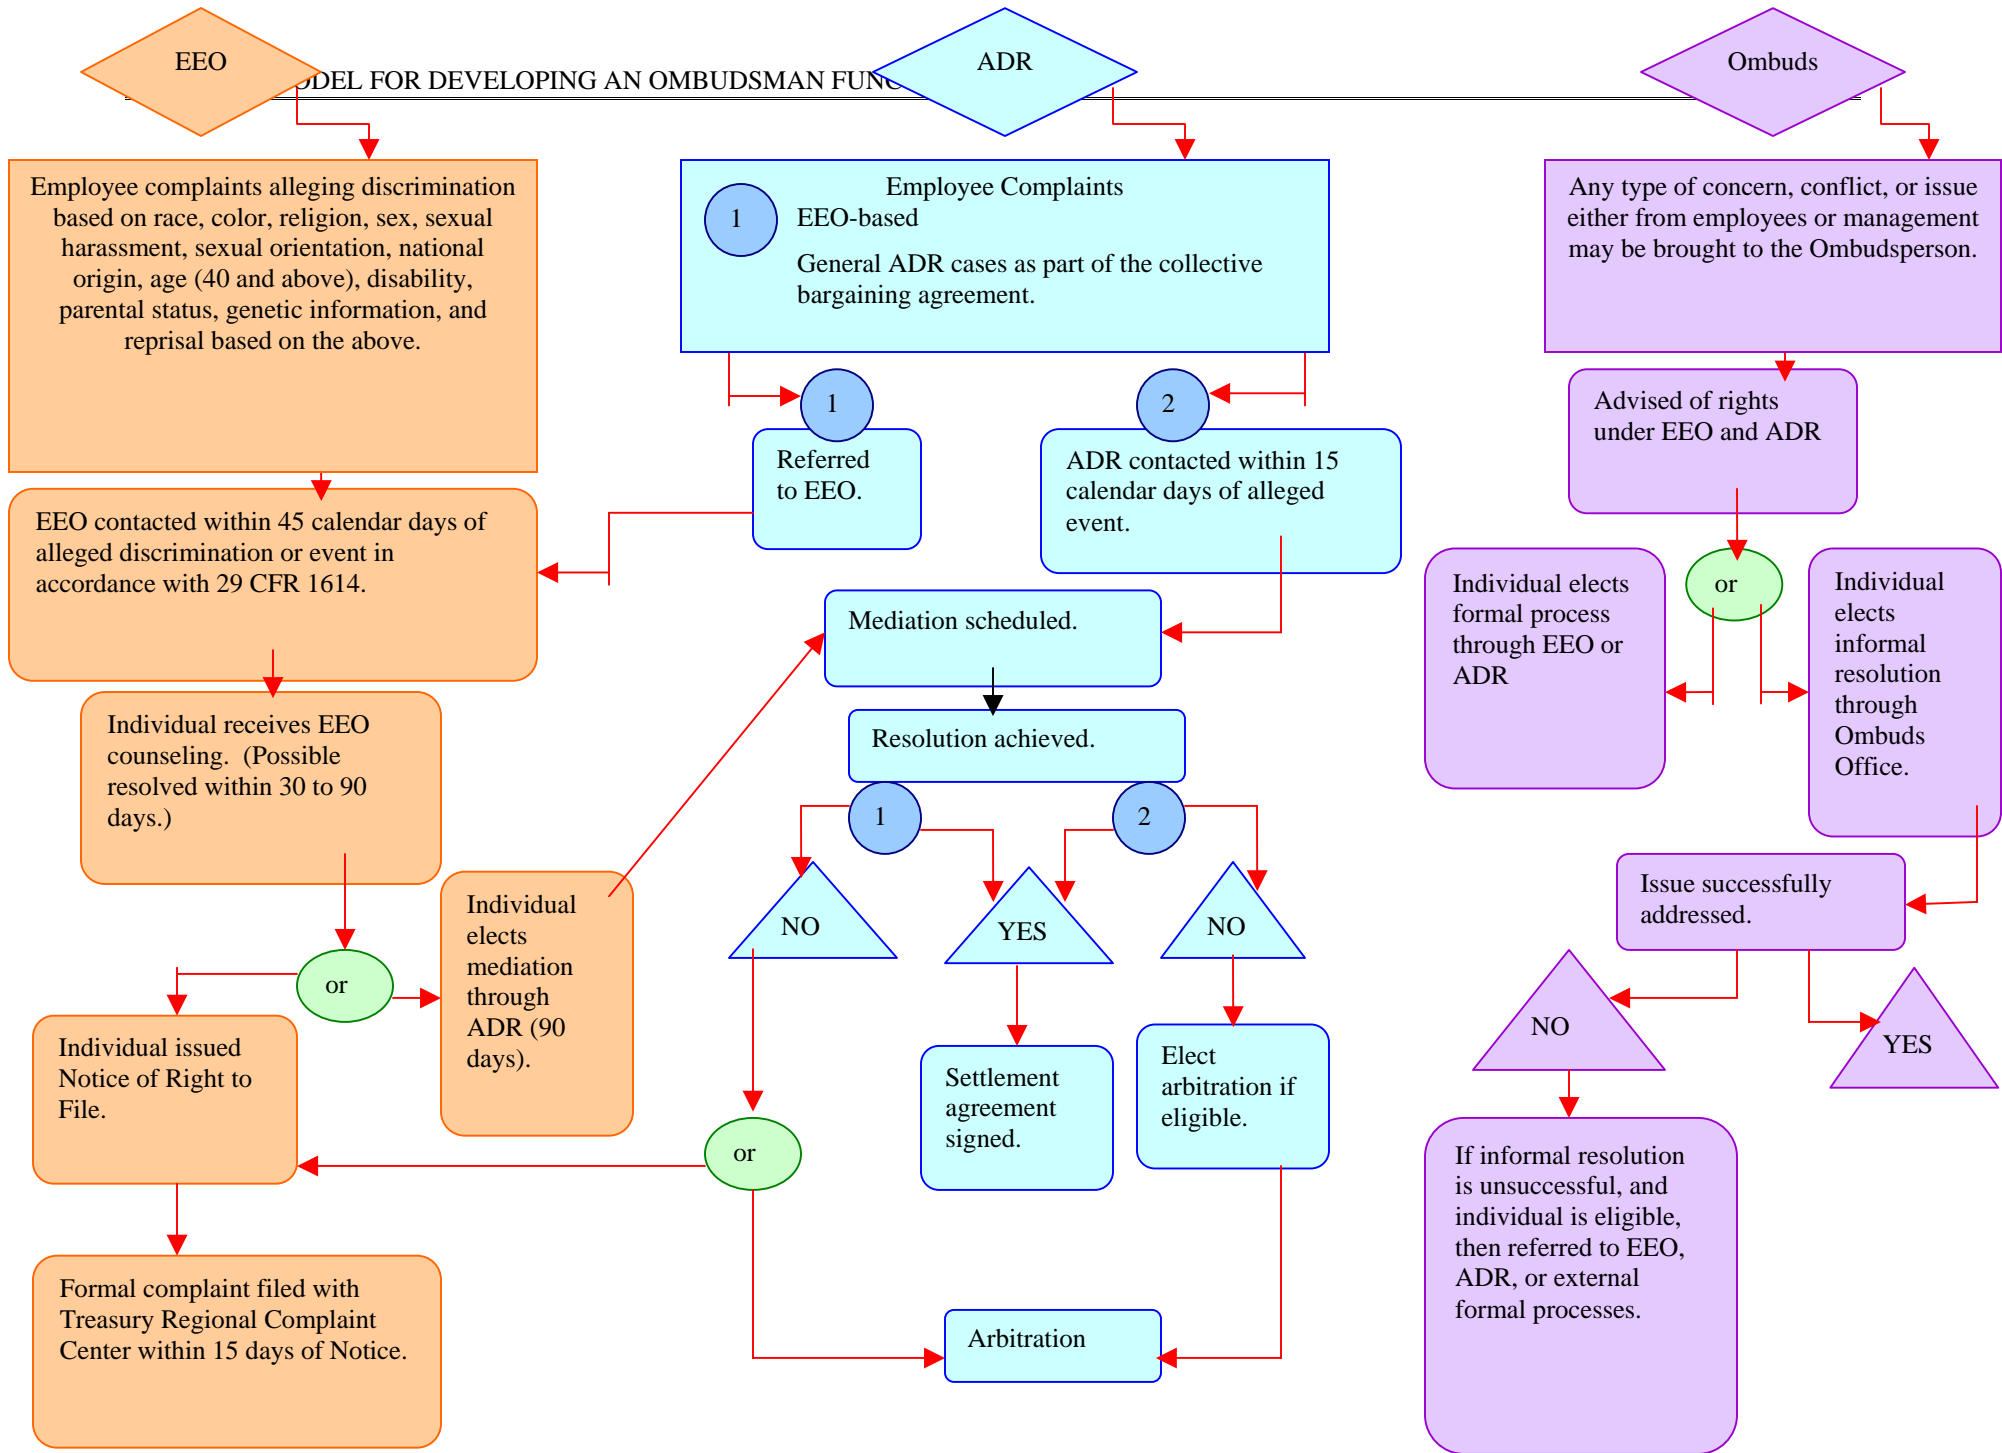 EEO
ADR
Ombuds
ODEL FOR DEVELOPING AN OMBUDSMAN FUNC
Employee complaints alleging discrimination
based on race, color, religion, sex, sexual
harassment, sexual orientation, national
origin, age (40 and above), disability,
parental status, genetic information, and
reprisal based on the above.
EEO contacted within 45 calendar days of
alleged discrimination or event in
accordance with 29 CFR 1614.
Individual receives EEO
counseling.  (Possible
resolved within 30 to 90
days.)
or
Individual
elects
mediation
through
ADR (90
days).
Individual issued
Notice of Right to
File.
Formal complaint filed with
Treasury Regional Complaint
Center within 15 days of Notice.
Employee Complaints
1
EEO-based
General ADR cases as part of the collective
bargaining agreement.
1
Referred
to EEO.
2
ADR contacted within 15
calendar days of alleged
event.
Mediation scheduled.
Resolution achieved.
1
2
NO
YES
NO
Settlement
agreement
signed.
Elect
arbitration if
eligible.
or
Arbitration
Any type of concern, conflict, or issue
either from employees or management
may be brought to the Ombudsperson.
Advised of rights
under EEO and ADR
or
Individual elects
formal process
through EEO or
ADR
Individual
elects
informal
resolution
through
Ombuds
Office.
Issue successfully
addressed.
NO
YES
If informal resolution
is unsuccessful, and
individual is eligible,
then referred to EEO,
ADR, or external
formal processes.